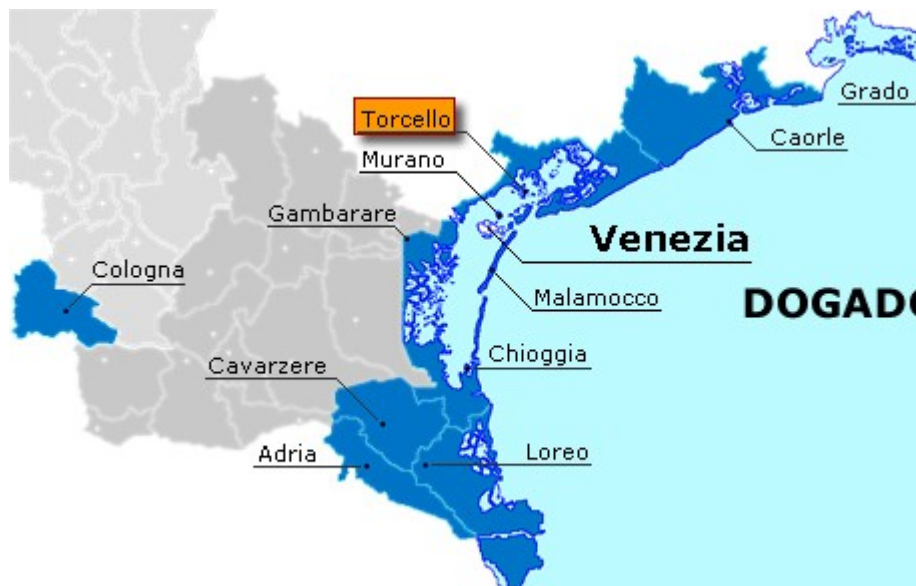 Grado
Torcello
Caorle
Murano
Gambarare
Venezia
Cologna
Malamocco
DOGADO
Chioggia
Cavarzere
Adria
Loreo